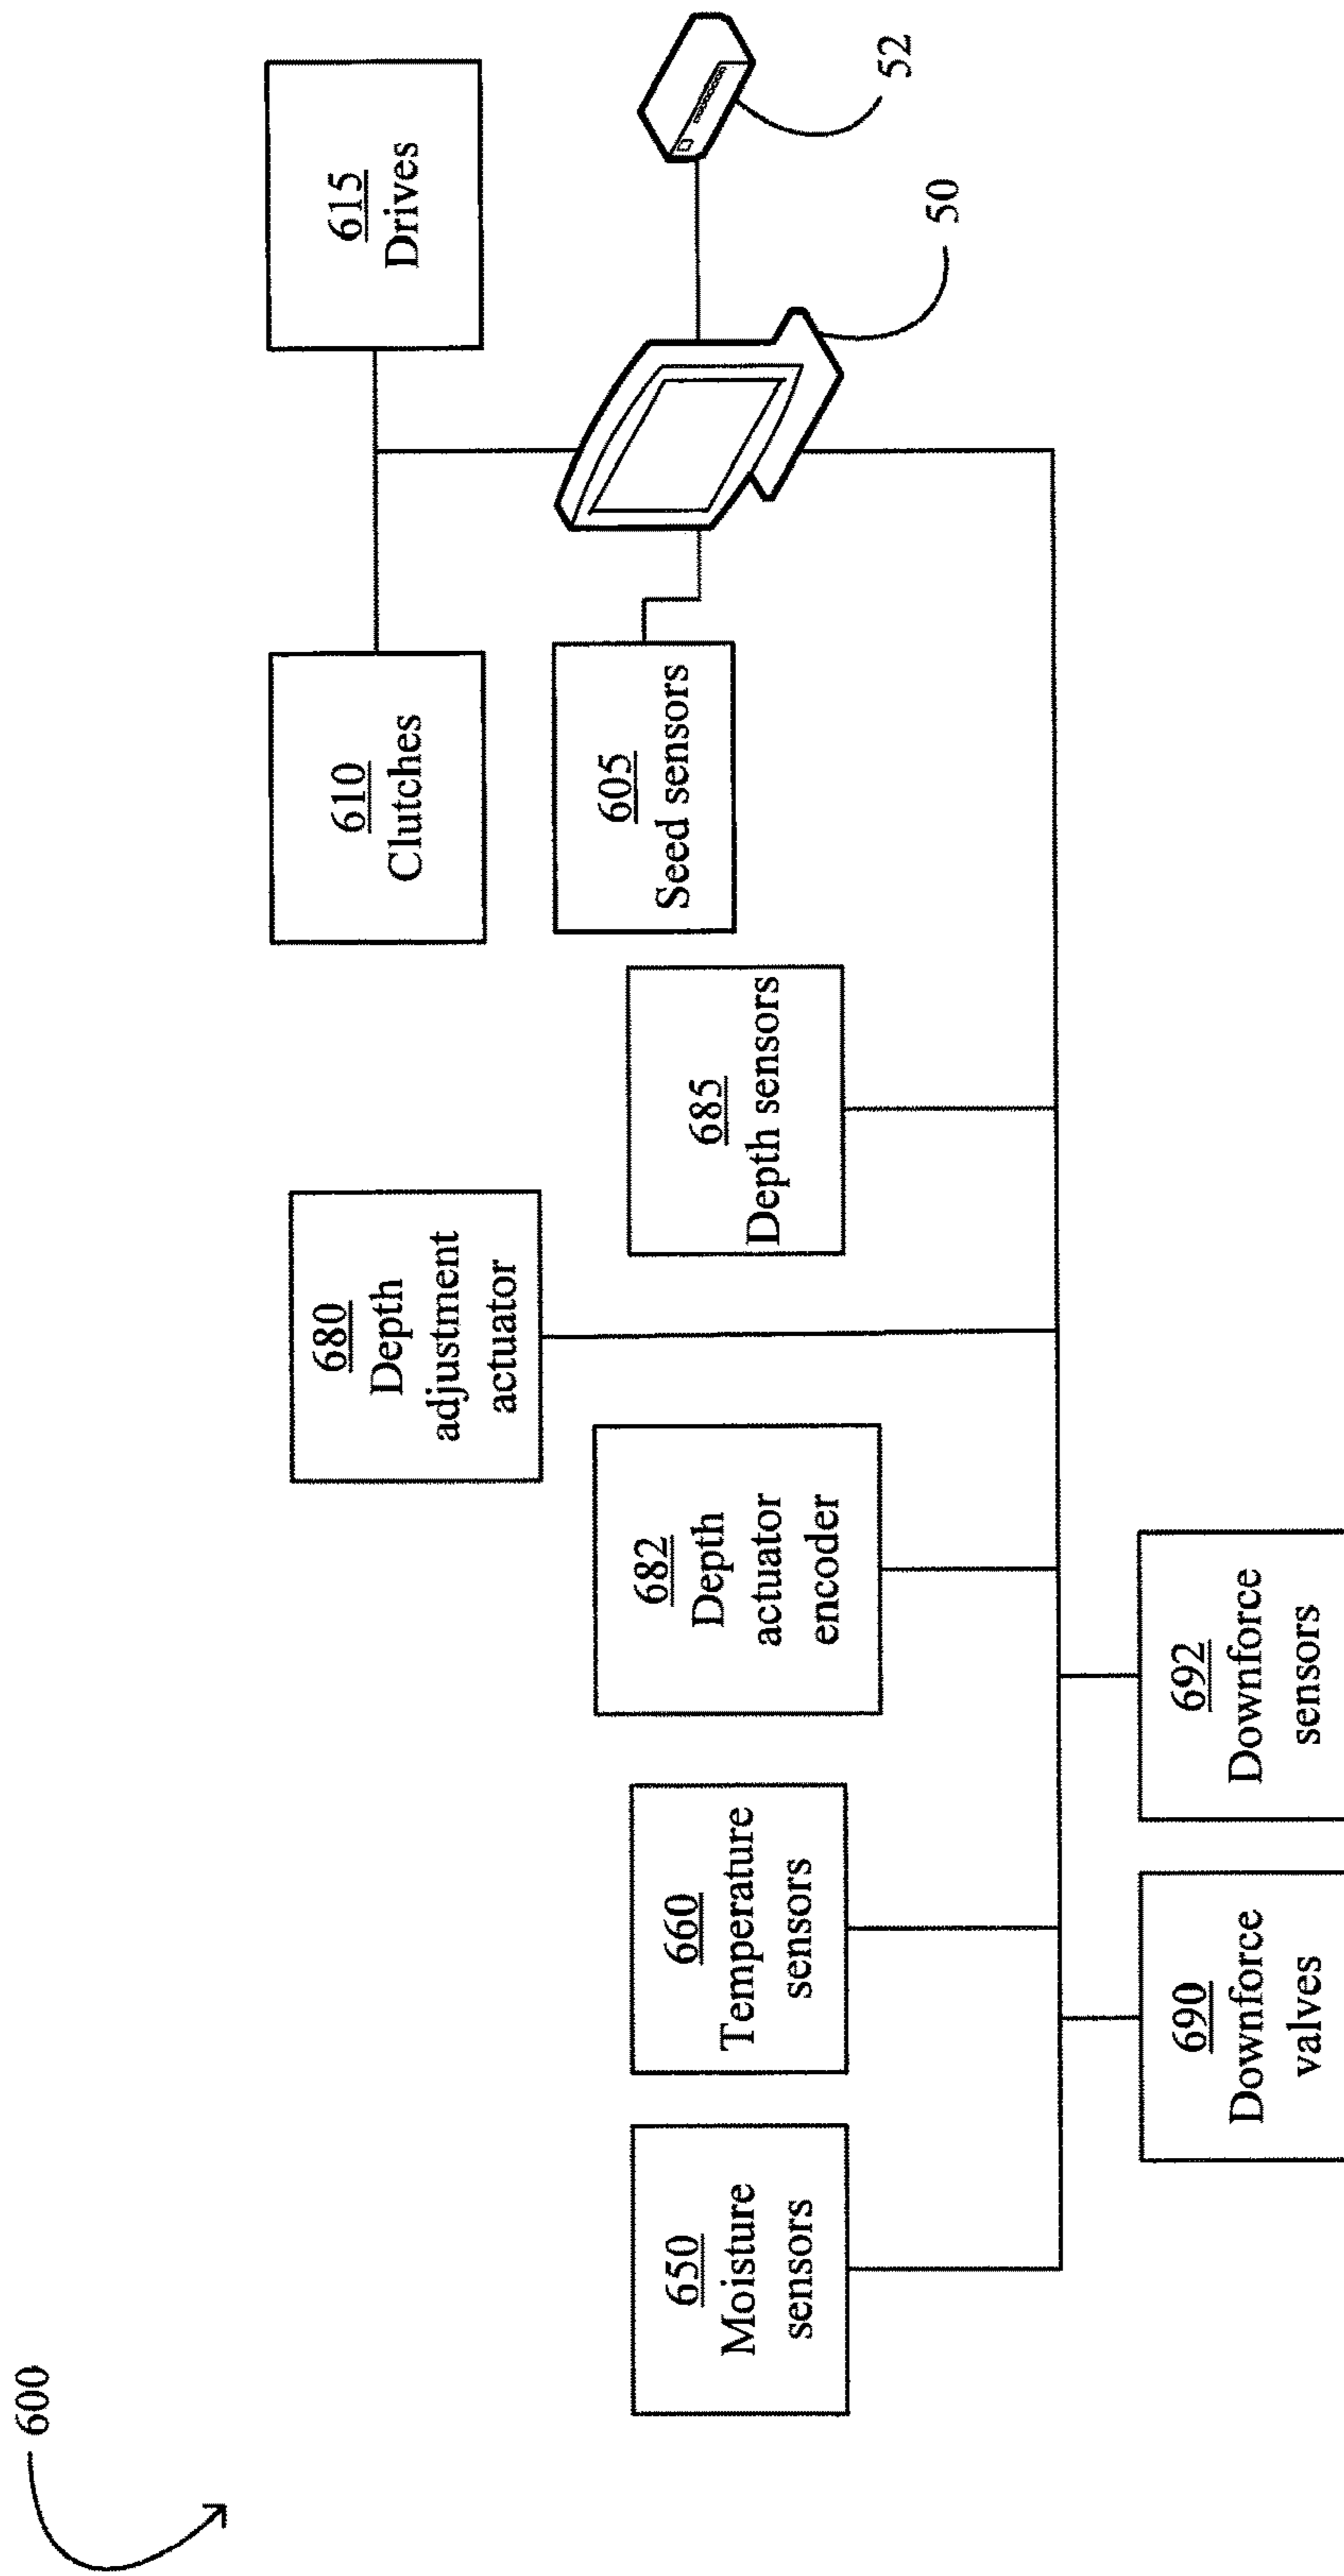 600
680
Depth
adjustment
actuator
610
Clutches
615
Drives
650
Moisture
sensors
660
Temperature
sensors
682
Depth
actuator
encoder
685
Depth sensors
605
Seed sensors
50
52
690
Downforce
valves
692
Downforce
sensors